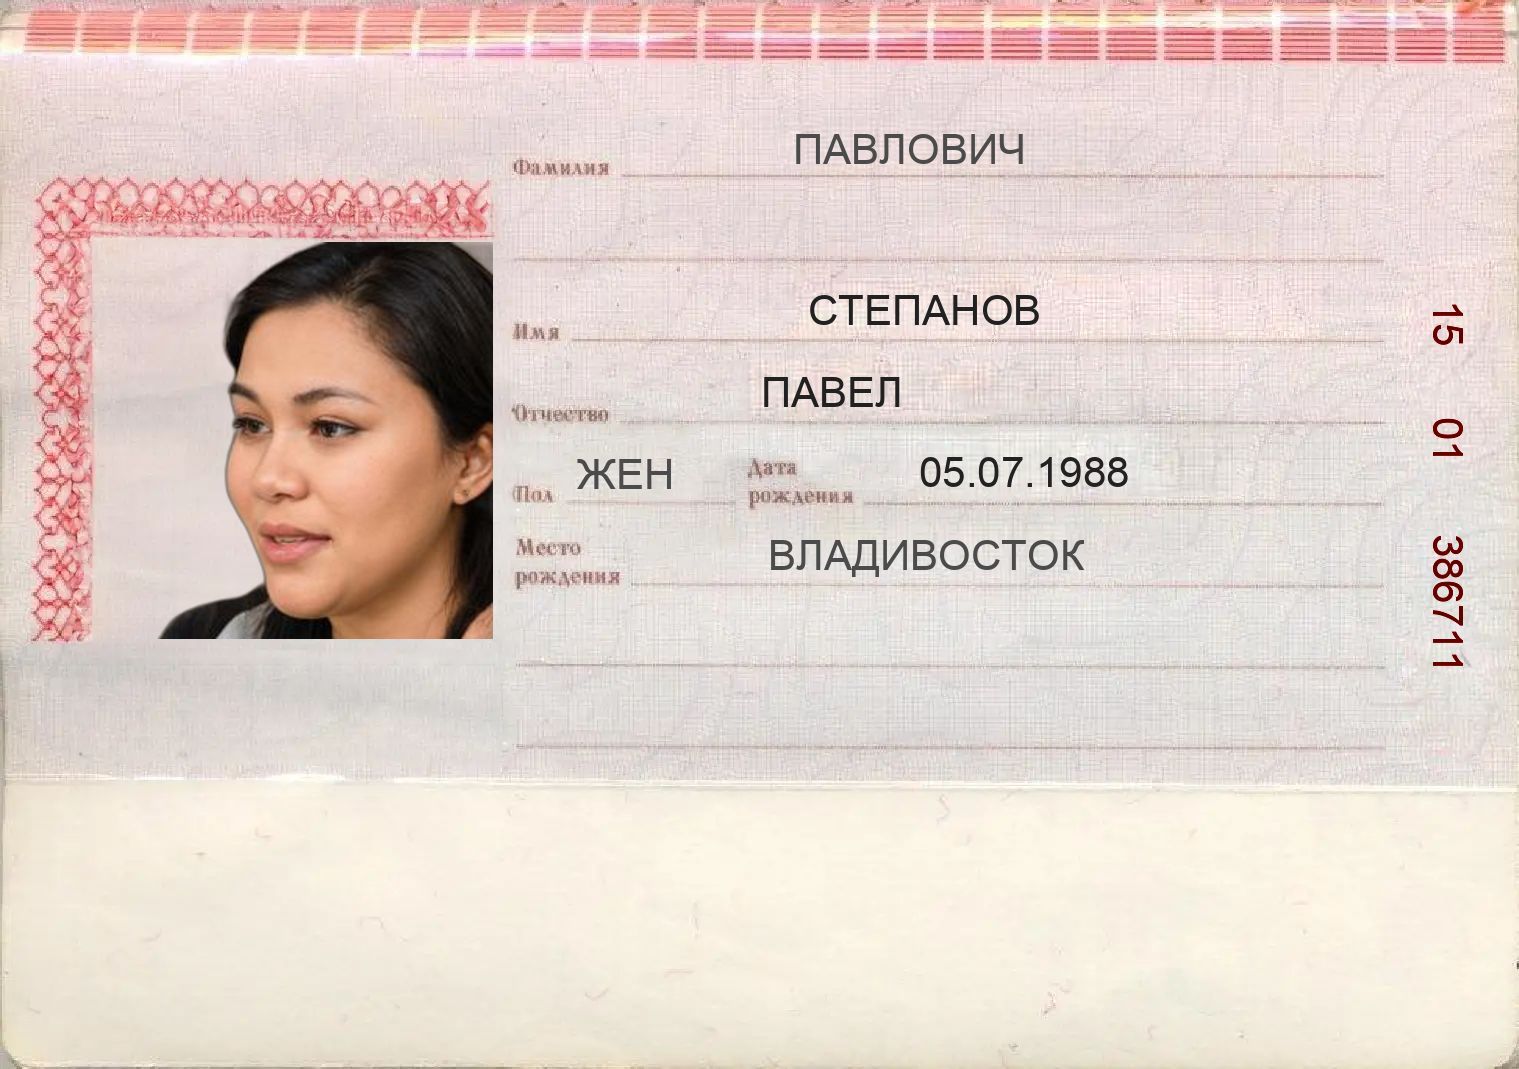 Фамилия ПАВЛОВИЧ
Имя СТЕПАНОВ
Отчество ПАВЕЛ
Пол ЖЕН Дата рождения 05.07.1988
Место рождения ВЛАДИВОСТОК
15 01 386711